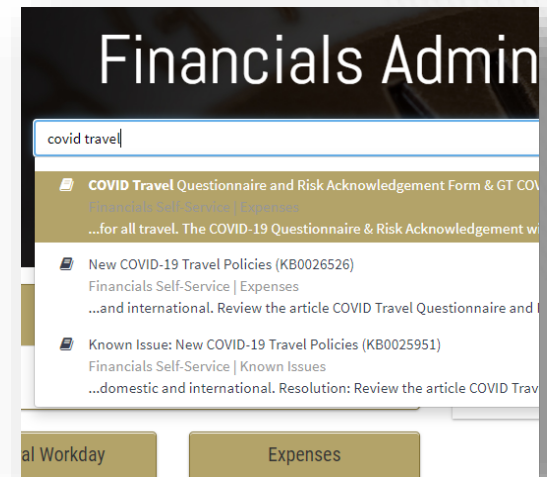 Financials Admin
covid travel
COVID Travel Questionnaire and Risk Acknowledgement Form & GT COV
Financials Self-Service | Expenses
...for all travel. The COVID-19 Questionnaire & Risk Acknowledgement wi
New COVID-19 Travel Policies (KB0026526)
Financials Self-Service | Expenses
...and international. Review the article COVID Travel Questionnaire and
Known Issue: New COVID-19 Travel Policies (KB0025951)
Financials Self-Service | Known Issues
...domestic and international. Resolution: Review the article COVID Trav
al Workday
Expenses